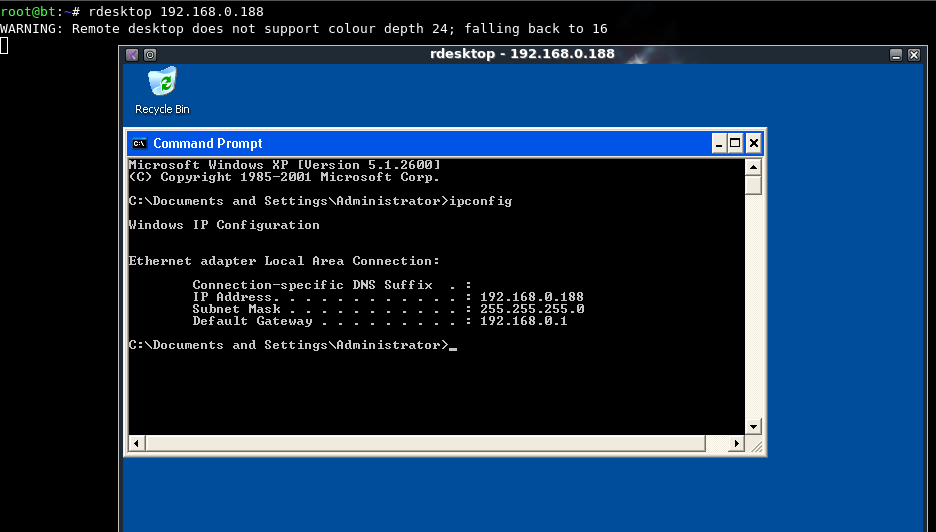 root@bt:~# rdesktop 192.168.0.188
WARNING: Remote desktop does not support colour depth 24; falling back to 16
rdesktop - 192.168.0.188
Recycle Bin
C:\ Command Prompt
Microsoft Windows XP [Version 5.1.2600]
(C) Copyright 1985-2001 Microsoft Corp.
C:\Documents and Settings\Administrator>ipconfig
Windows IP Configuration
Ethernet adapter Local Area Connection:
Connection-specific DNS Suffix  . :
IP Address. . . . . . . . . . . . : 192.168.0.188
Subnet Mask . . . . . . . . . . . : 255.255.255.0
Default Gateway . . . . . . . . . : 192.168.0.1
C:\Documents and Settings\Administrator>_